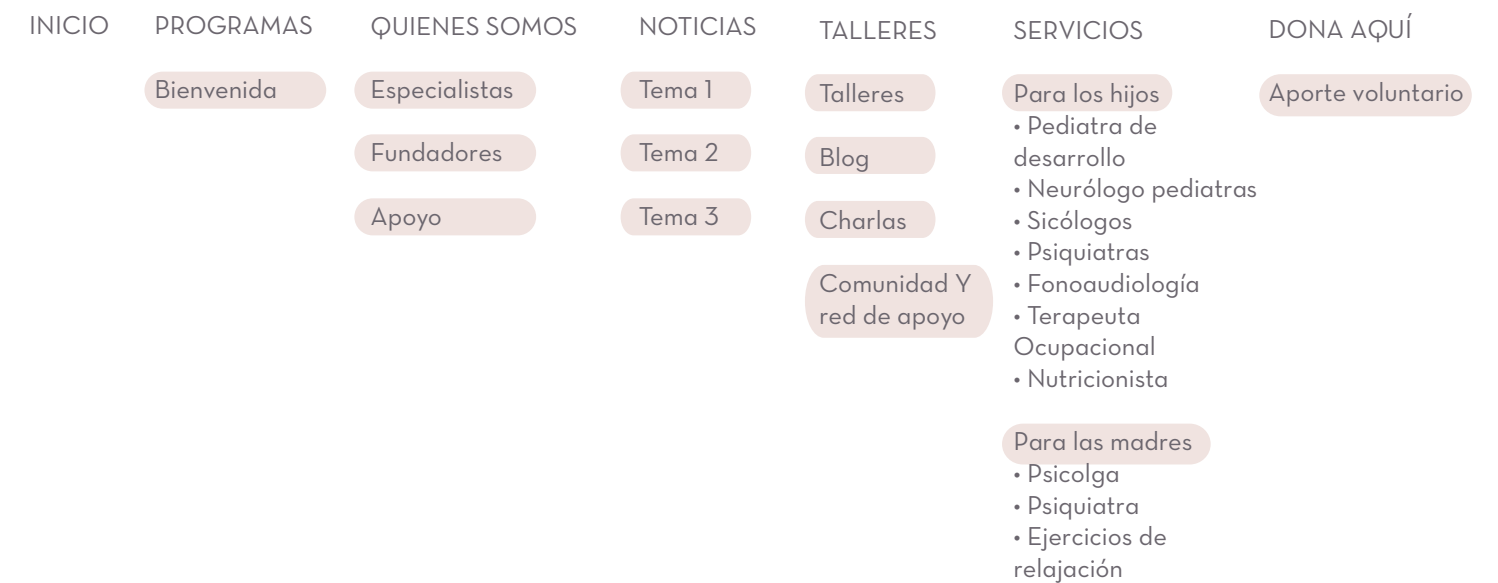 INICIO
PROGRAMAS
Bienvenida
QUIENES SOMOS
Especialistas
Fundadores
Apoyo
NOTICIAS
Tema 1
Tema 2
Tema 3
TALLERES
Talleres
Blog
Charlas
Comunidad Y
red de apoyo
SERVICIOS
Para los hijos
• Pediatra de
desarrollo
• Neurólogo pediatras
• Sicólogos
• Psiquiatras
• Fonoaudiología
• Terapeuta
Ocupacional
• Nutricionista
Para las madres
• Psicolga
• Psiquiatra
• Ejercicios de
relajación
DONA AQUÍ
Aporte voluntario